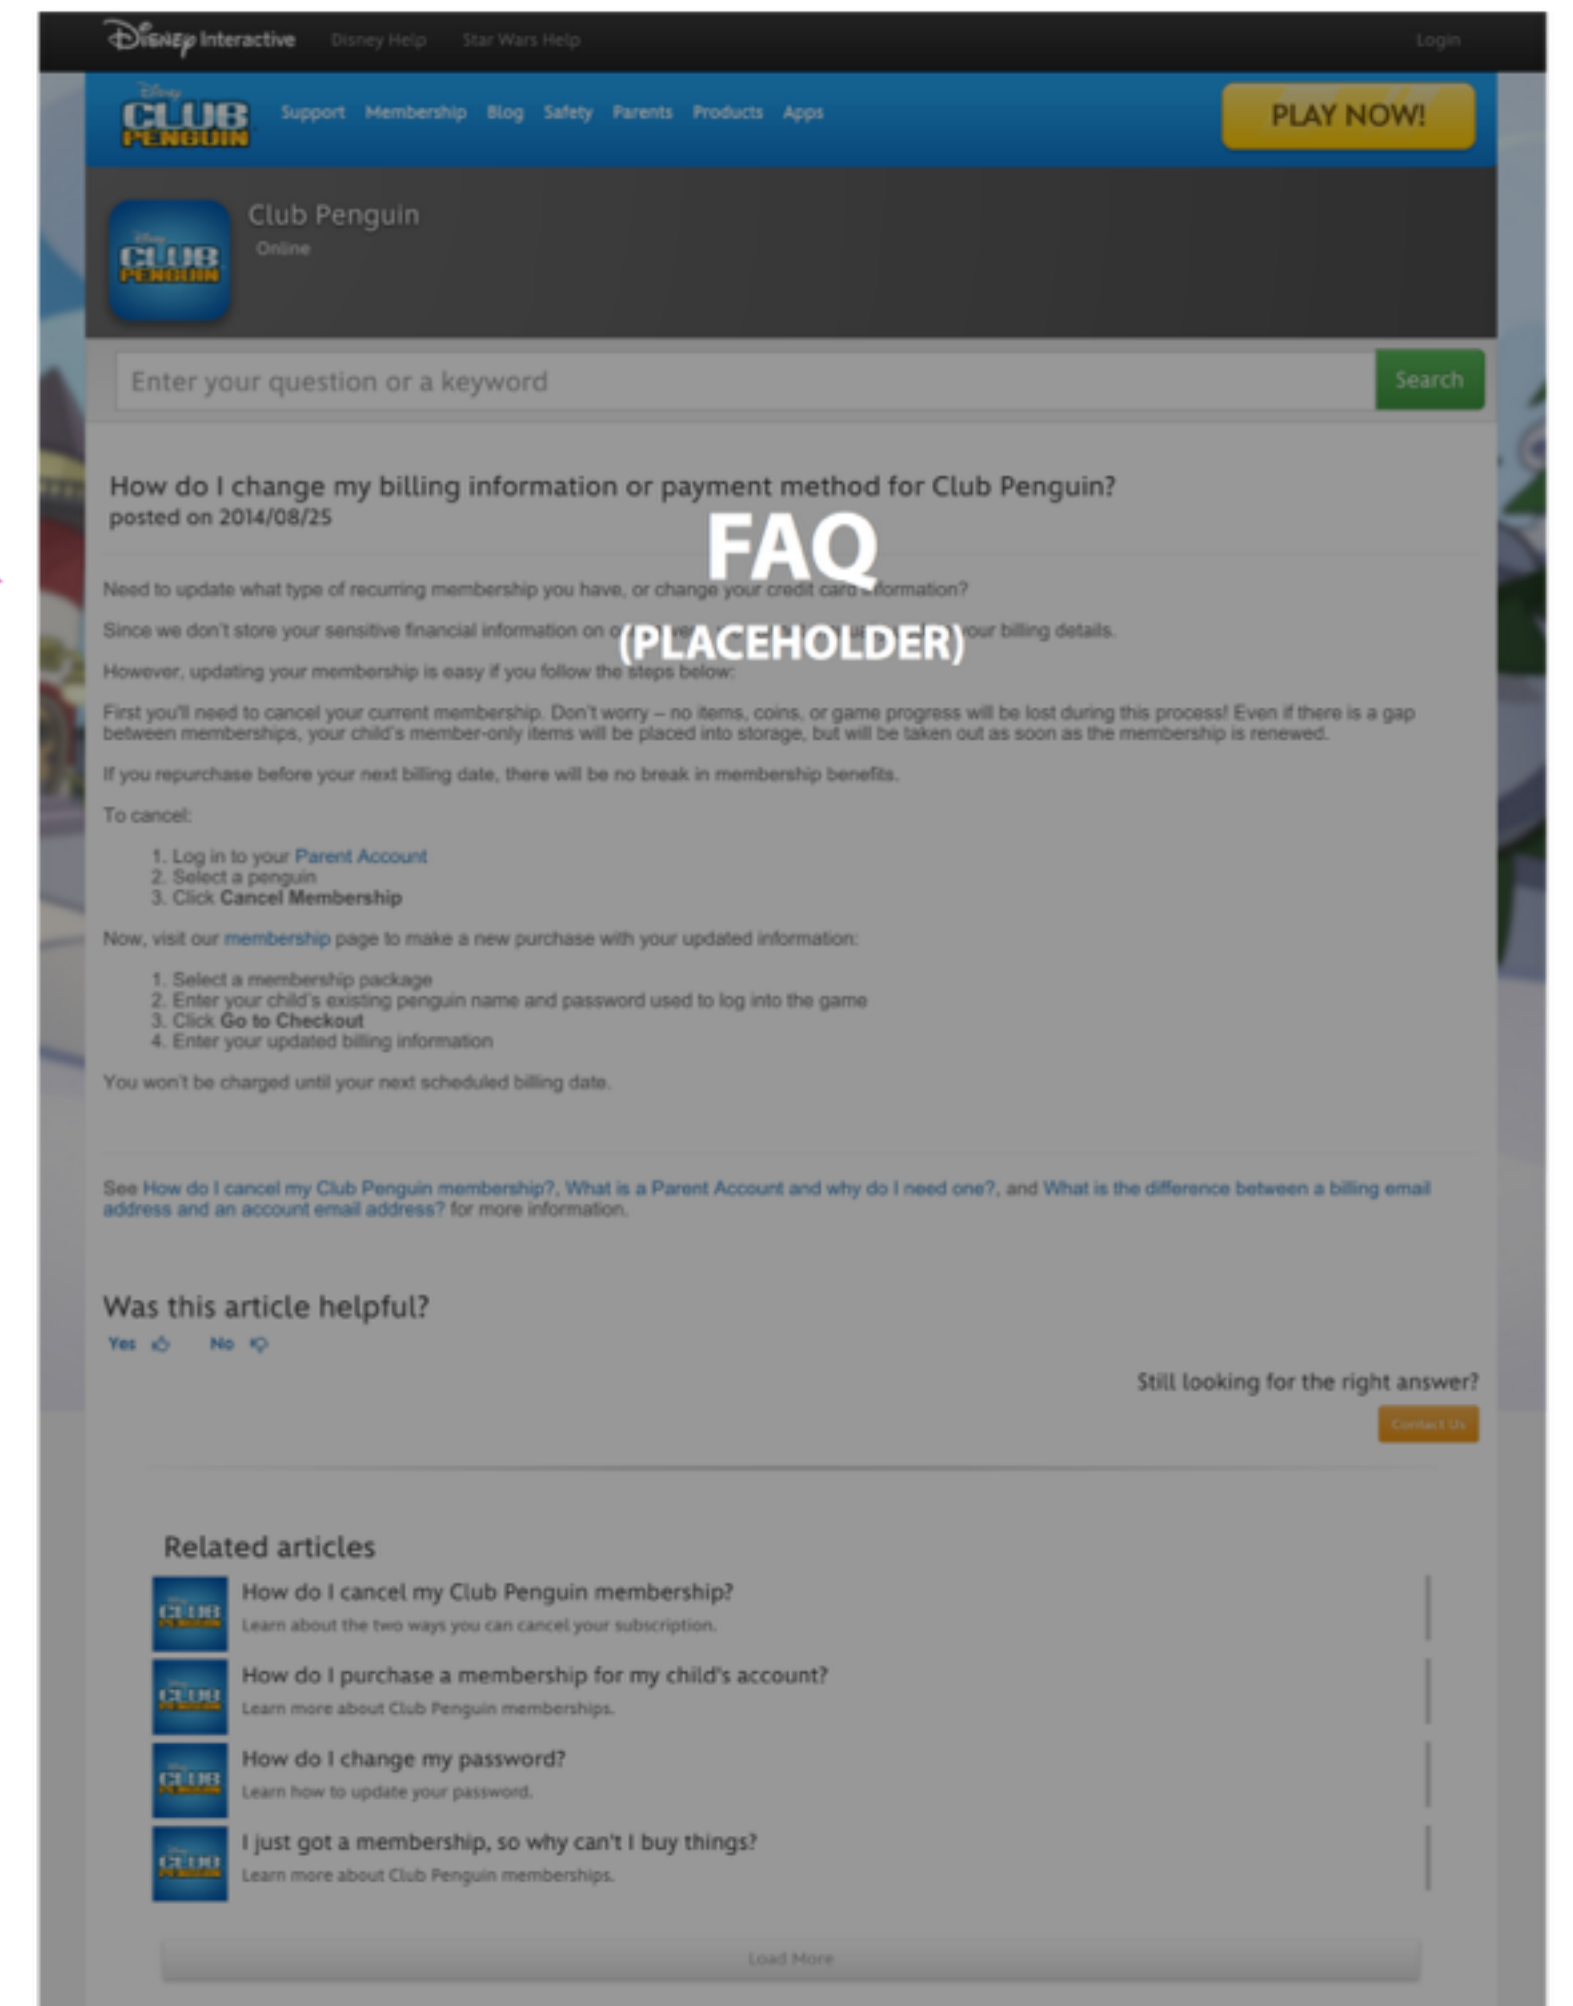 Disney Interactive Disney Help Star Wars Help Login
Disney
CLUB
PENGUIN
Support Membership Blog Safety Parents Products Apps
PLAY NOW!
Disney
CLUB
PENGUIN
Club Penguin
Online
Enter your question or a keyword
Search
How do I change my billing information or payment method for Club Penguin?
posted on 2014/08/25
FAQ
(PLACEHOLDER)
Need to update what type of recurring membership you have, or change your credit card information?
Since we don't store your sensitive financial information on your billing details.
However, updating your membership is easy if you follow the steps below:
First you'll need to cancel your current membership. Don't worry – no items, coins, or game progress will be lost during this process! Even if there is a gap
between memberships, your child's member-only items will be placed into storage, but will be taken out as soon as the membership is renewed.
If you repurchase before your next billing date, there will be no break in membership benefits.
To cancel:
1. Log in to your Parent Account
2. Select a penguin
3. Click Cancel Membership
Now, visit our membership page to make a new purchase with your updated information:
1. Select a membership package
2. Enter your child's existing penguin name and password used to log into the game
3. Click Go to Checkout
4. Enter your updated billing information
You won't be charged until your next scheduled billing date.
See How do I cancel my Club Penguin membership?, What is a Parent Account and why do I need one?, and What is the difference between a billing email
address and an account email address? for more information.
Was this article helpful?
Yes No
Still looking for the right answer?
Contact Us
Related articles
CLUB
PENGUIN
How do I cancel my Club Penguin membership?
Learn about the two ways you can cancel your subscription.
CLUB
PENGUIN
How do I purchase a membership for my child's account?
Learn more about Club Penguin memberships.
CLUB
PENGUIN
How do I change my password?
Learn how to update your password.
CLUB
PENGUIN
I just got a membership, so why can't I buy things?
Learn more about Club Penguin memberships.
Load More